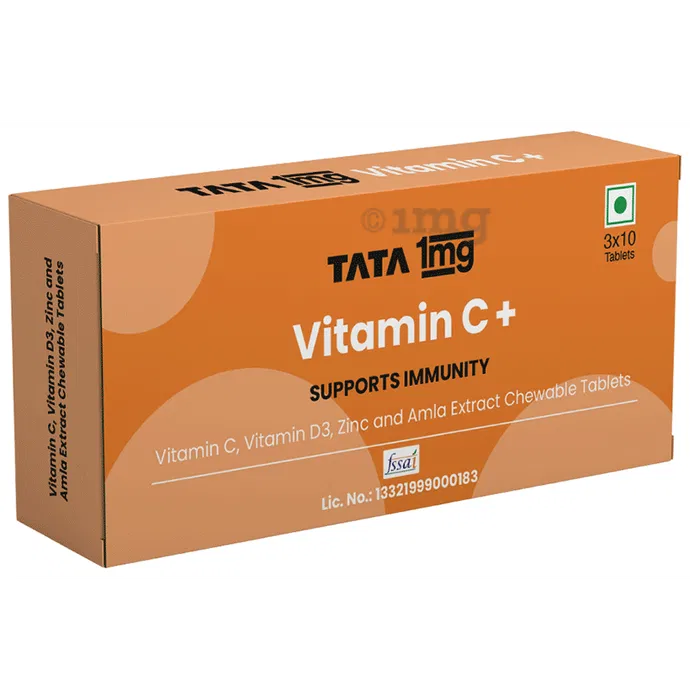 TATA 1mg Vitamin C+
© 1mg
3x10
Tablets
TATA 1mg
Vitamin C+
SUPPORTS IMMUNITY
Vitamin C, Vitamin D3, Zinc and Amla Extract Chewable Tablets
fssai
Lic. No.: 13321999000183
Vitamin C, Vitamin D3, Zinc and
Amla Extract Chewable Tablets